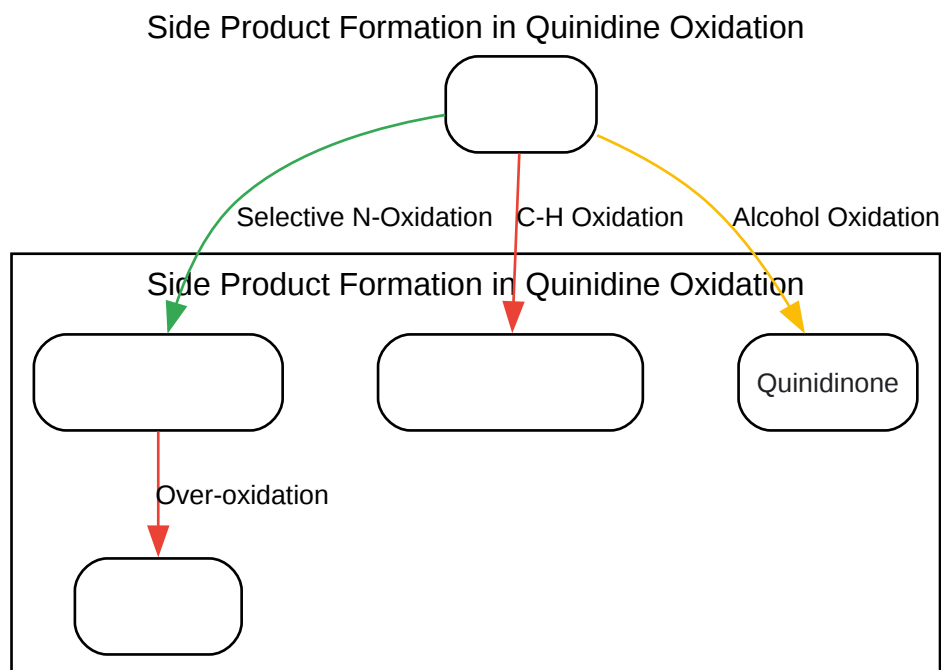 Side Product Formation in Quinidine Oxidation
Selective N-Oxidation
C-H Oxidation
Alcohol Oxidation
Side Product Formation in Quinidine Oxidation
Quinidinone
Over-oxidation